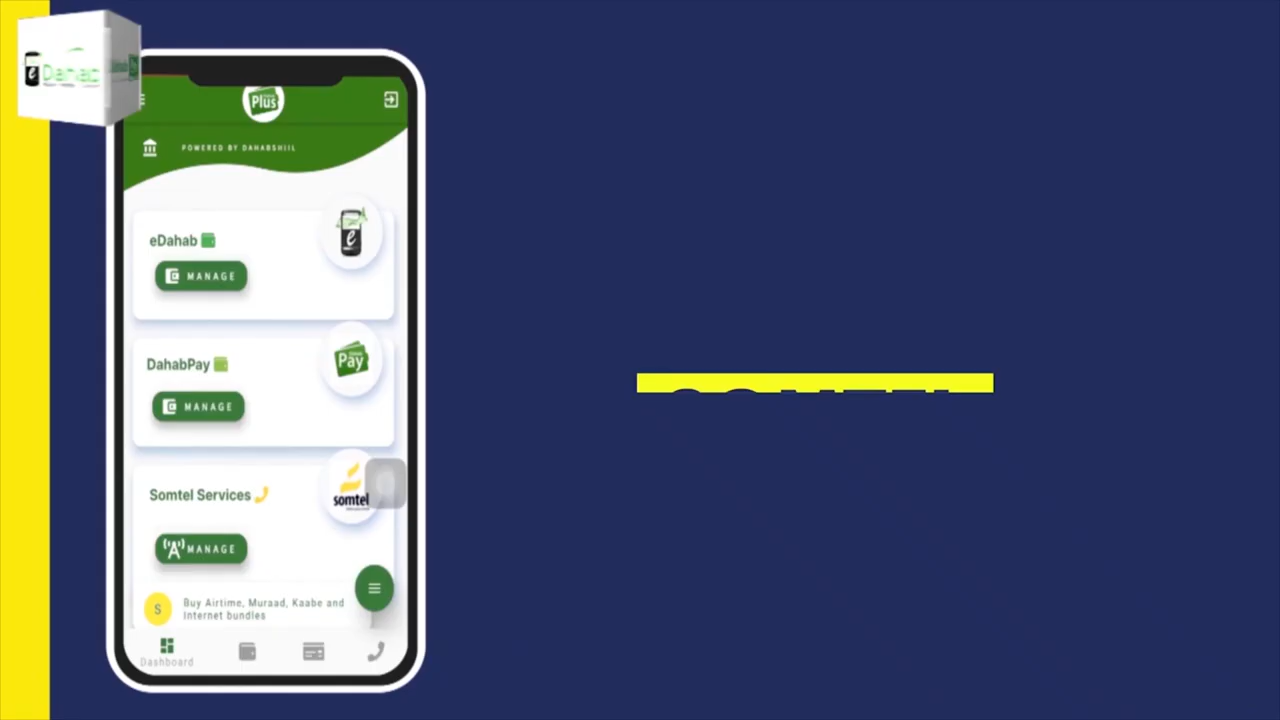 e Dahab
Plus
POWERED BY DAHABSHIIL
eDahab
e
MANAGE
DahabPay
Pay
MANAGE
Somtel Services
somtel
MANAGE
S
Buy Airtime, Muraad, Kaabe and
Internet bundles
Dashboard